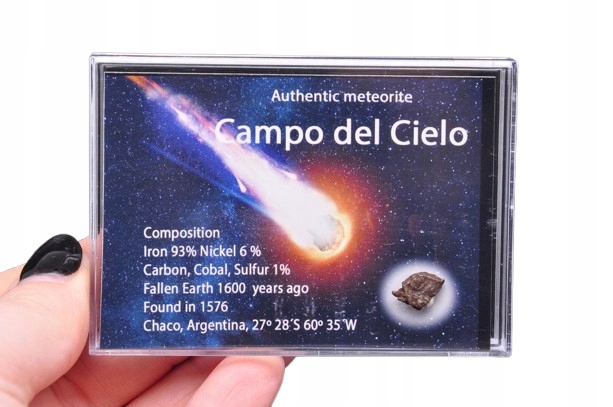 Authentic meteorite
Campo del Cielo
Composition
Iron 93% Nickel 6 %
Carbon, Cobal, Sulfur 1%
Fallen Earth 1600 years ago
Found in 1576
Chaco, Argentina, 27º 28´S 60º 35´W